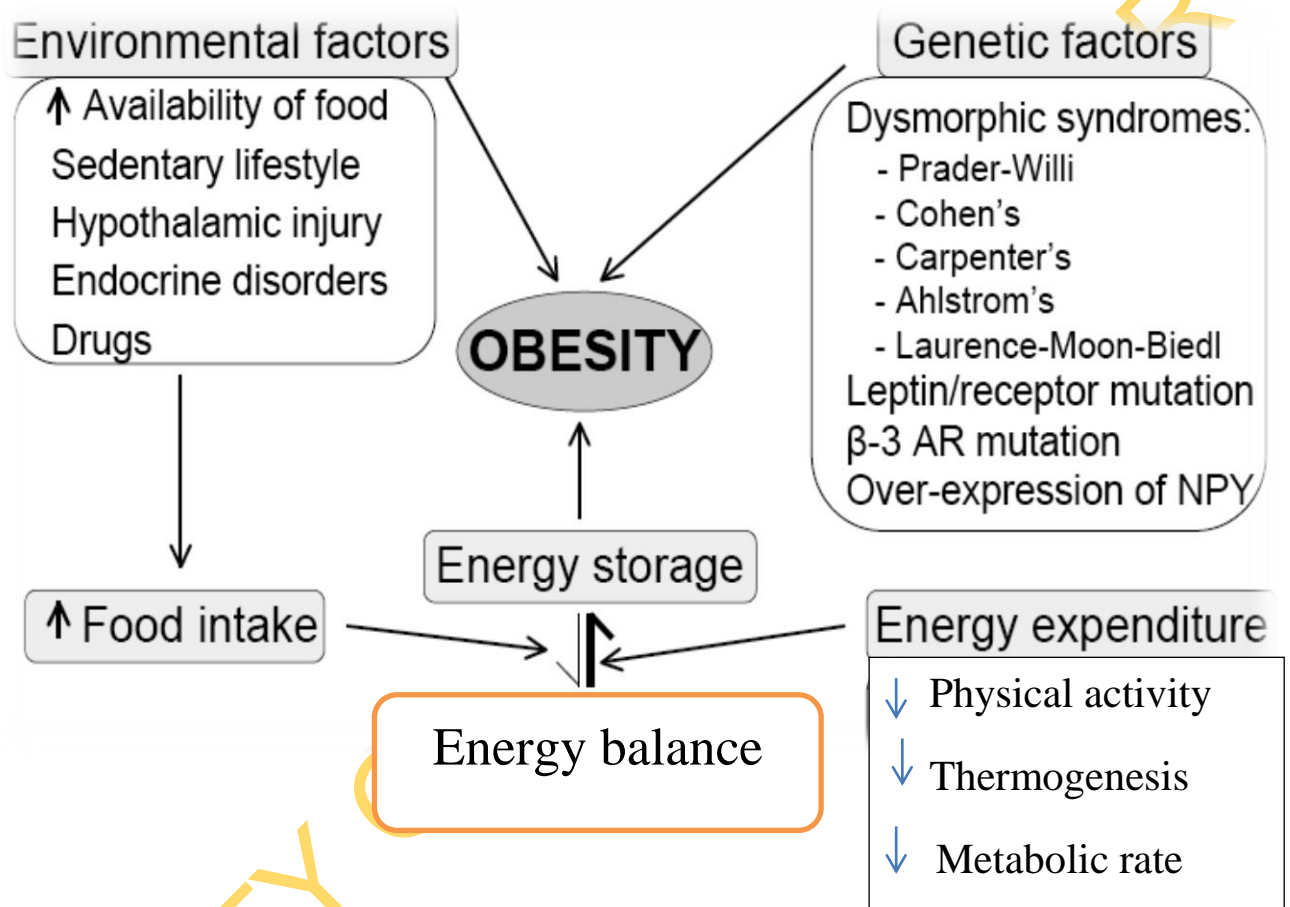 Environmental factors
↑ Availability of food
Sedentary lifestyle
Hypothalamic injury
Endocrine disorders
Drugs
Genetic factors
Dysmorphic syndromes:
- Prader-Willi
- Cohen's
- Carpenter's
- Ahlstrom's
- Laurence-Moon-Biedl
Leptin/receptor mutation
β-3 AR mutation
Over-expression of NPY
OBESITY
Energy storage
↑ Food intake
Energy expenditure
↓ Physical activity
↓ Thermogenesis
↓ Metabolic rate
Energy balance